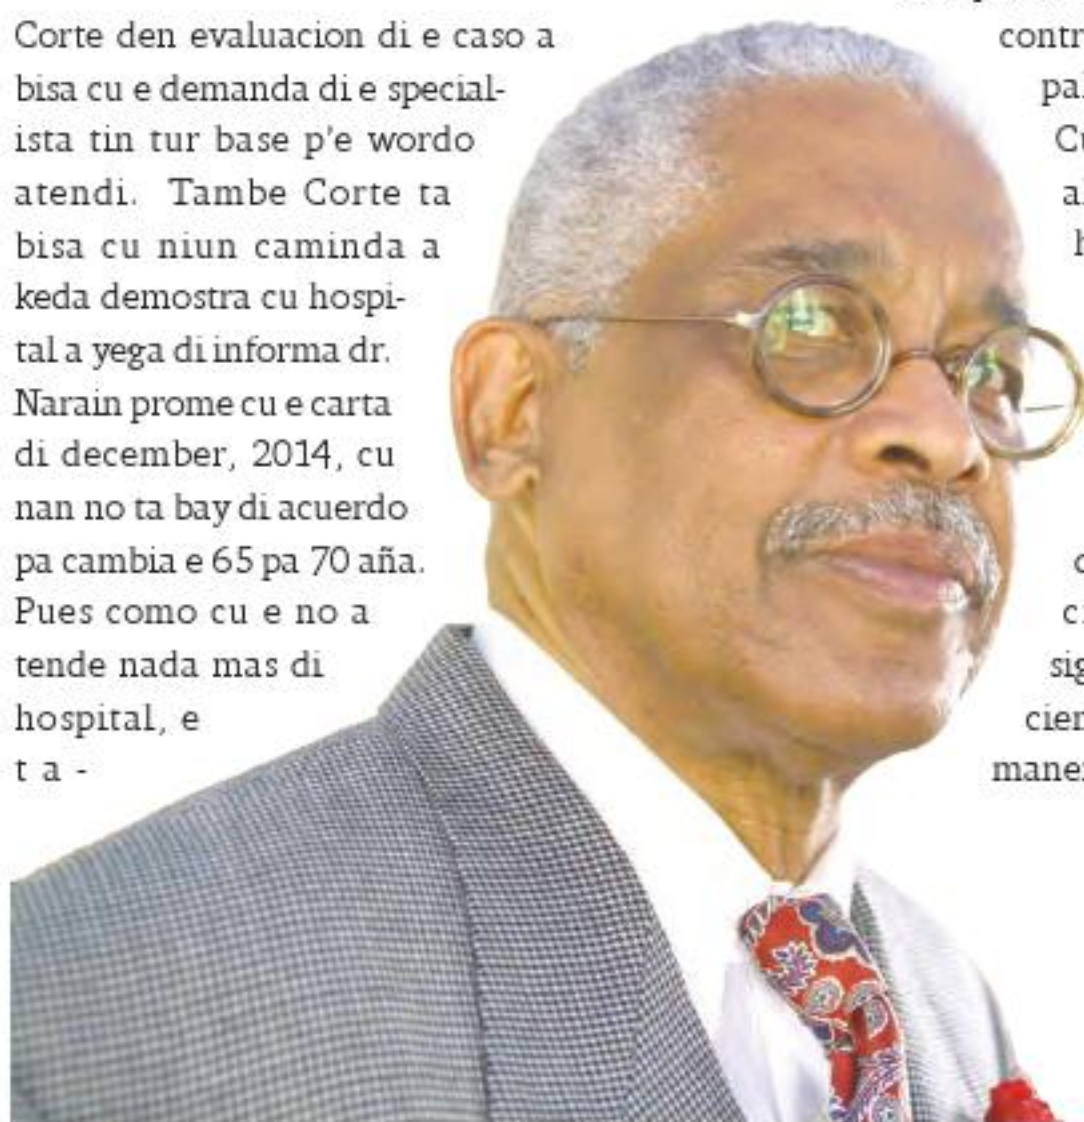 Corte den evaluacion di e caso a
bisa cu e demanda di e special-
ista tin tur base p'e wordo
atendi. Tambe Corte ta
bisa cu niun caminda a
keda demostra cu hospi-
tal a yega di informa dr.
Narain prome cu e carta
di december, 2014, cu
nan no ta bay di acuerdo
pa cambia e 65 pa 70 aña.
Pues como cu e no a
tende nada mas di
hospital, e
t a -
contr
sig